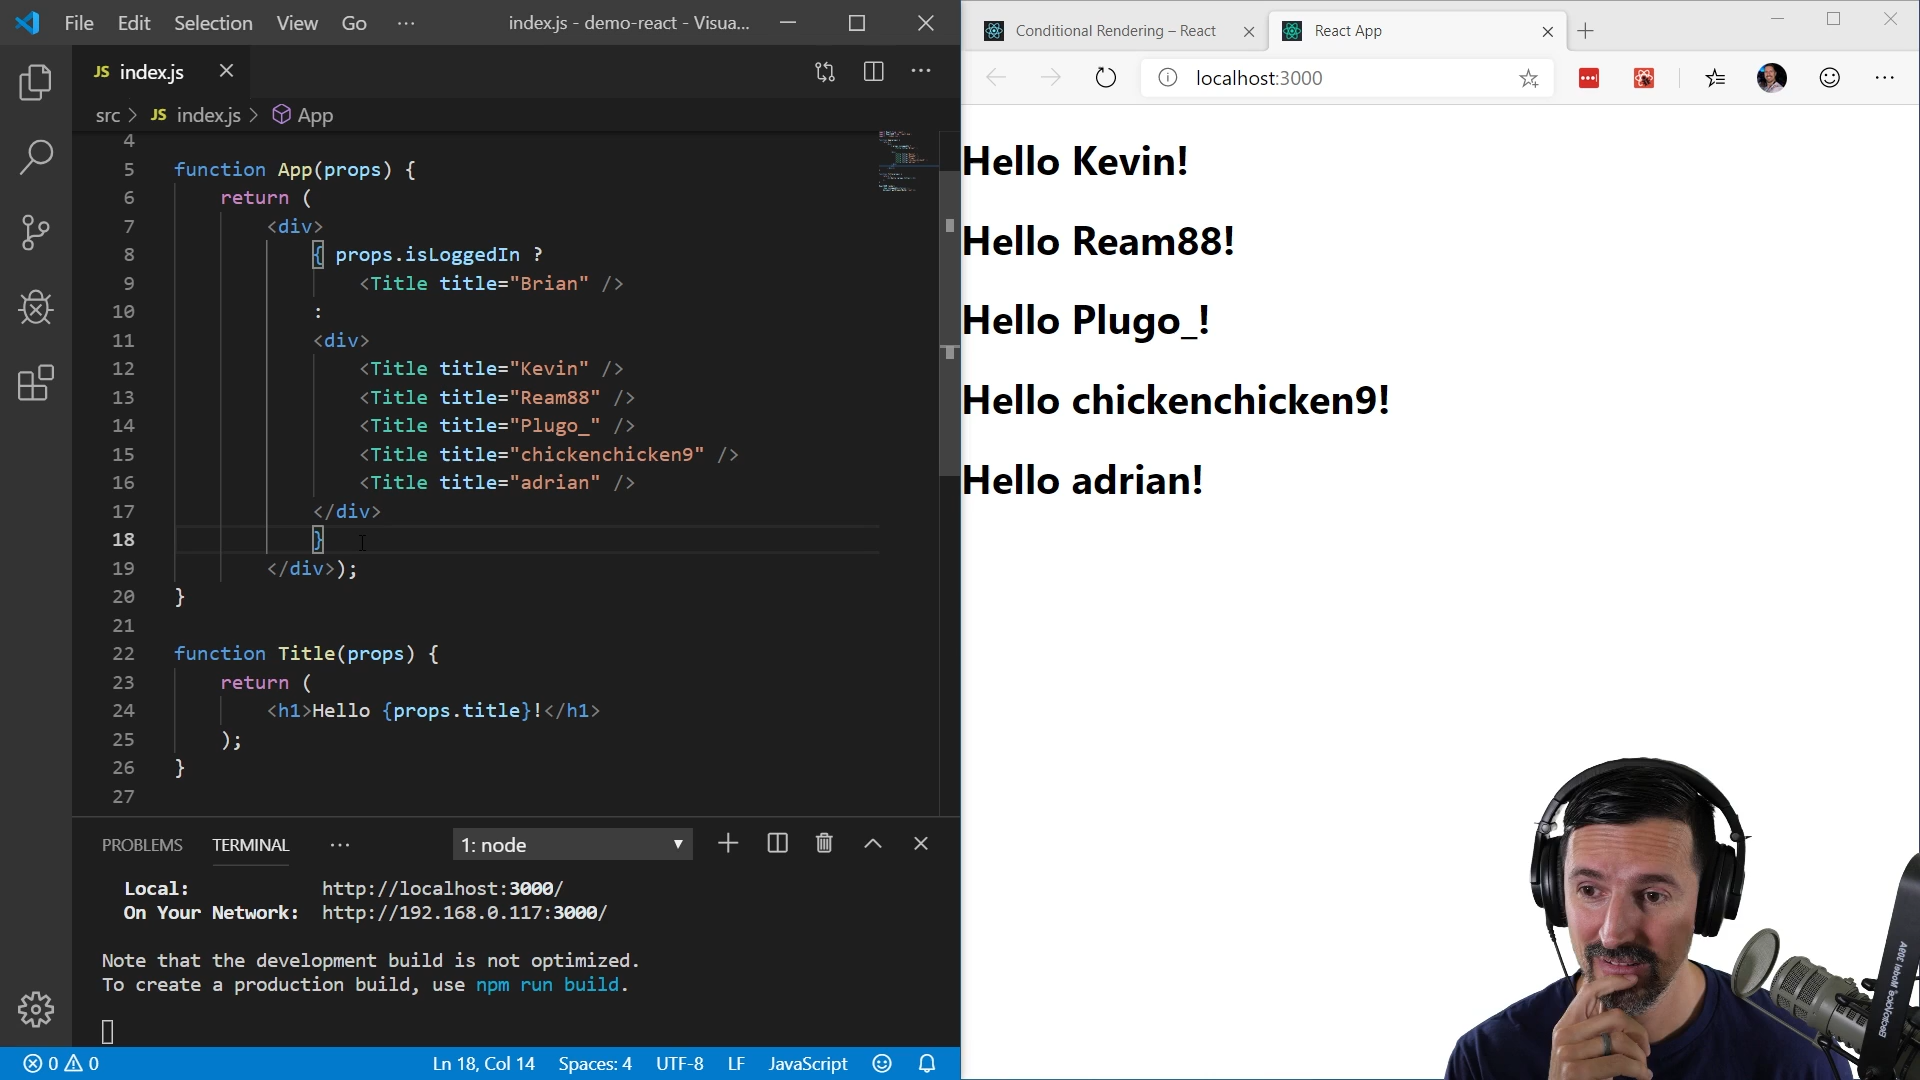 File Edit Selection View Go ··· index.js - demo-react - Visua...
JS index.js
src > JS index.js > App
4
5 function App(props) {
6 return (
7 <div>
8 { props.isLoggedIn ?
9 <Title title="Brian" />
10 :
11 <div>
12 <Title title="Kevin" />
13 <Title title="Ream88" />
14 <Title title="Plugo_" />
15 <Title title="chickenchicken9" />
16 <Title title="adrian" />
17 </div>
18 }
19 </div>);
20 }
21
22 function Title(props) {
23 return (
24 <h1>Hello {props.title}!</h1>
25 );
26 }
27
PROBLEMS TERMINAL ··· 1: node
Local: http://localhost:3000/
On Your Network: http://192.168.0.117:3000/
Note that the development build is not optimized.
To create a production build, use npm run build.
0 0 Ln 18, Col 14 Spaces: 4 UTF-8 LF JavaScript
Conditional Rendering – React
React App
localhost:3000
Hello Kevin!
Hello Ream88!
Hello Plugo_!
Hello chickenchicken9!
Hello adrian!